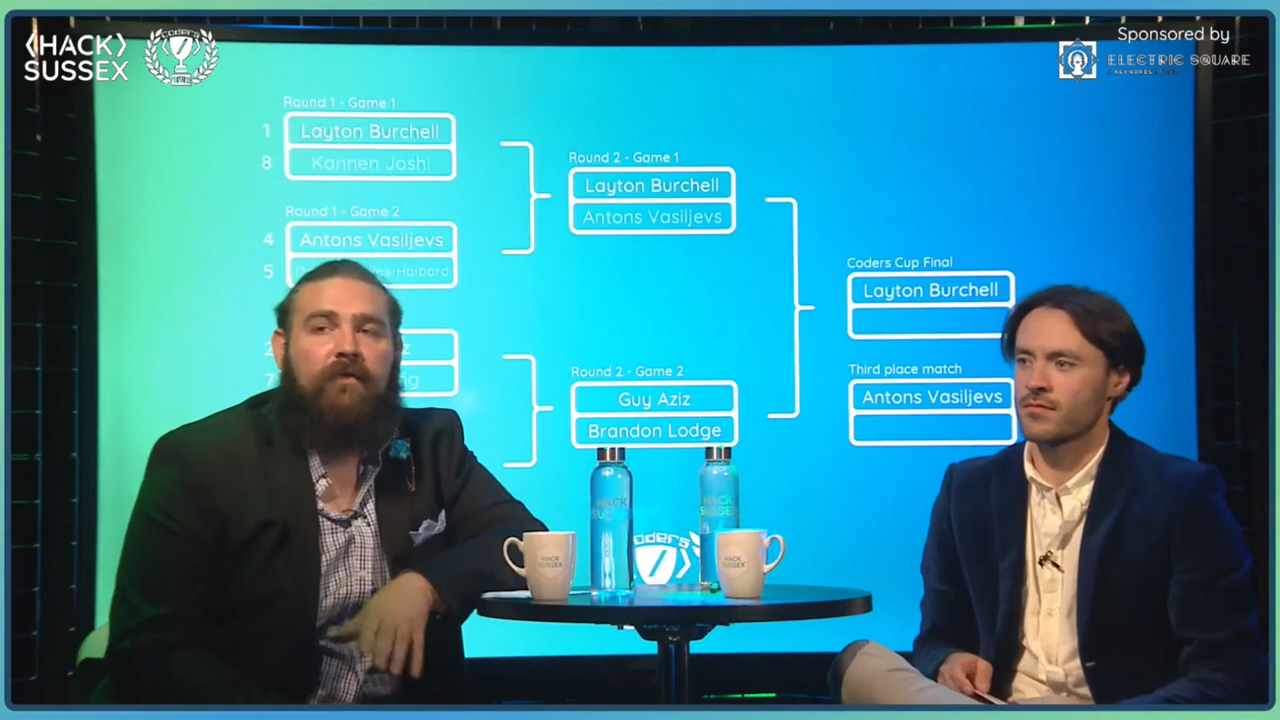 ⟨HACK⟩
SUSSEX
Coders
CUP
Sponsored by
ELECTRIC SQUARE
Round 1 - Game 1
1 Layton Burchell
8 Kannen Joshi
Round 1 - Game 2
4 Antons Vasiljevs
5
2
7
Round 2 - Game 1
Layton Burchell
Antons Vasiljevs
Round 2 - Game 2
Guy Aziz
Brandon Lodge
Coders Cup Final
Layton Burchell
Third place match
Antons Vasiljevs
HACK
SUSSEX
HACK
SUSSEX
HACK
SUSSEX
HACK
SUSSEX